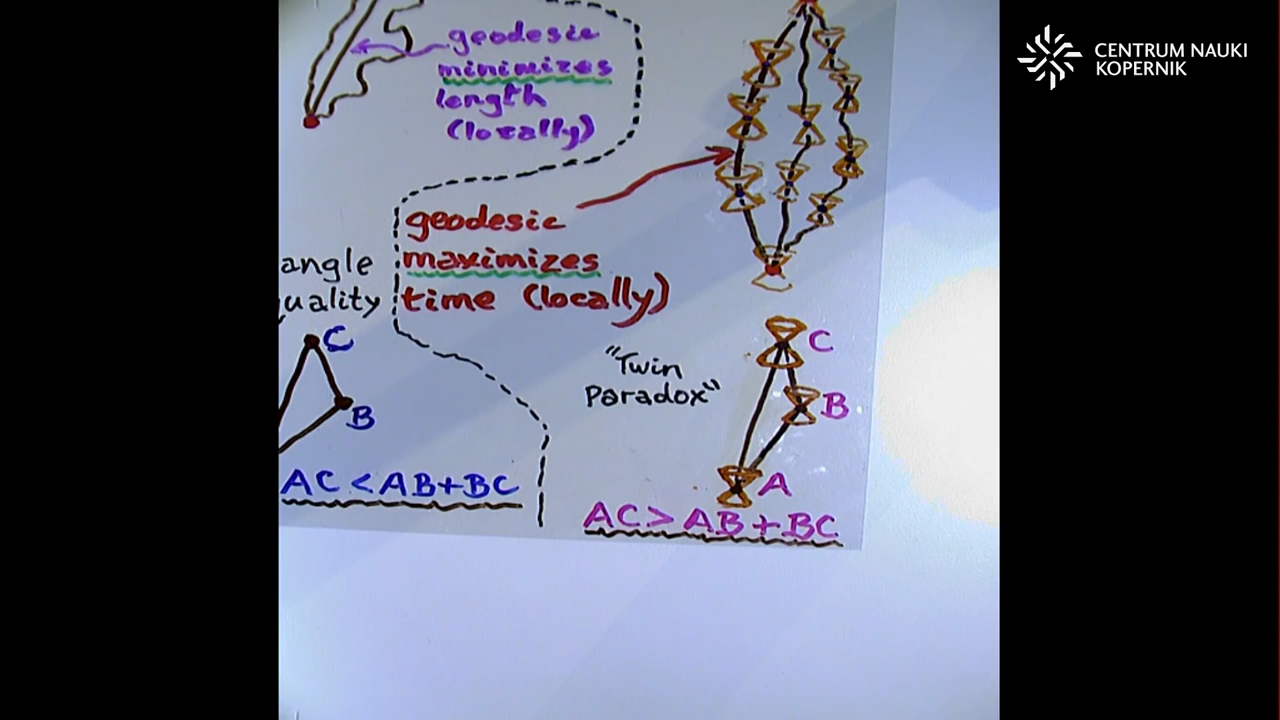 CENTRUM NAUKI
KOPERNIK
geodesic
minimizes
length
(locally)
geodesic
maximizes
time (locally)
angle
uality
C
B
AC < AB + BC
"Twin
Paradox"
C
B
A
AC > AB + BC